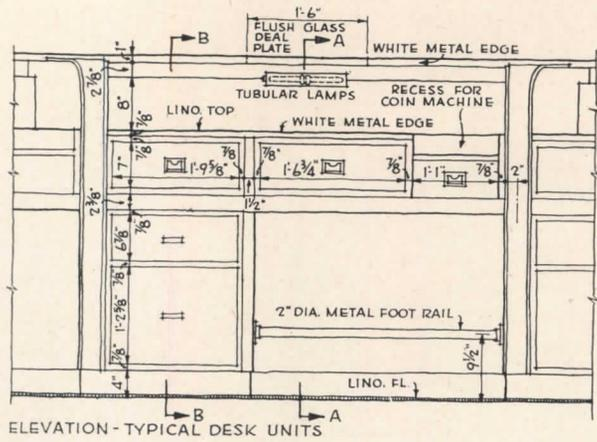 1'-6"
FLUSH GLASS
DEAL
PLATE
B
A
WHITE METAL EDGE
1"
2 7/8"
8"
TUBULAR LAMPS
RECESS FOR
COIN MACHINE
LINO. TOP
WHITE METAL EDGE
7/8"
7/8"
7"
1'-9 5/8"
7/8"
7/8"
1'-6 3/4"
7/8"
1'-1"
7/8"
2"
2 3/8"
1 1/2"
7/8"
6 7/8"
7/8"
1'-2 5/8"
2" DIA. METAL FOOT RAIL
9 1/2"
7/8"
4"
LINO. FL.
B
A
ELEVATION - TYPICAL DESK UNITS